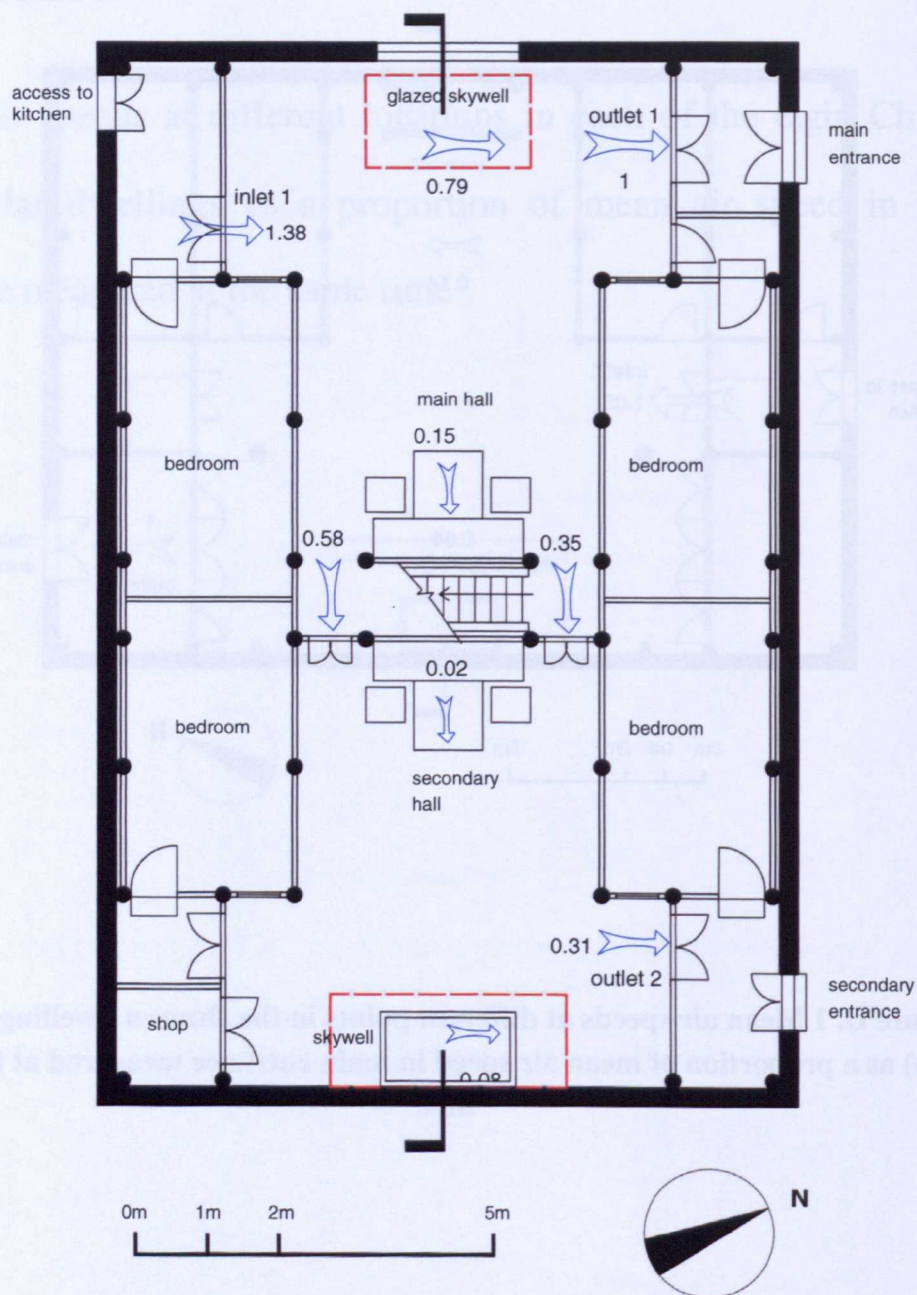 access to
kitchen
glazed skywell
outlet 1
main
entrance
0.79
1
inlet 1
1.38
main hall
0.15
bedroom
bedroom
0.58
0.35
0.02
bedroom
bedroom
secondary
hall
0.31
outlet 2
secondary
entrance
shop
skywell
0.08
0m
1m
2m
5m
N